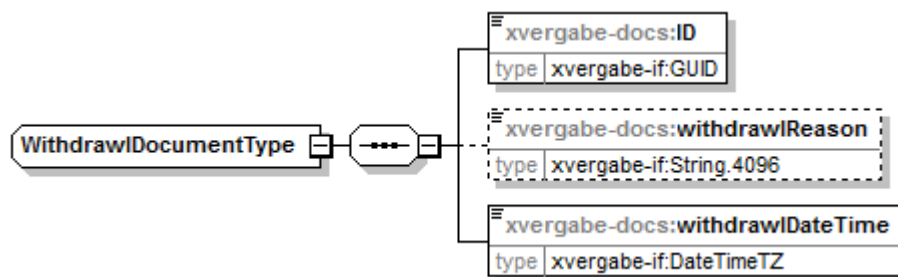 xvergabe-docs:ID
type xvergabe-if:GUID
xvergabe-docs:withdrawlReason
WithdrawlDocumentType
type xvergabe-if:String.4096
xvergabe-docs:withdrawlDateTime
type xvergabe-if:DateTimeTZ